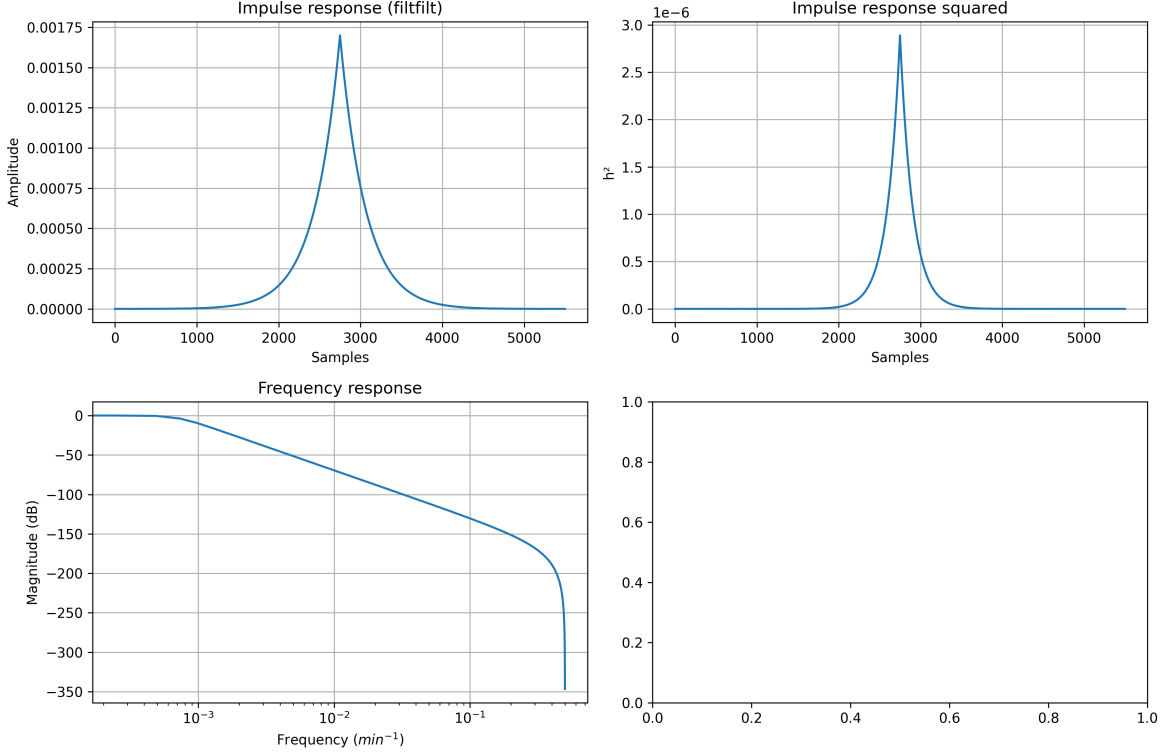 Impulse response (filtfilt)
Amplitude
0.00175
0.00150
0.00125
0.00100
0.00075
0.00050
0.00025
0.00000
0 1000 2000 3000 4000 5000
Samples
Impulse response squared
1e−6
h²
3.0
2.5
2.0
1.5
1.0
0.5
0.0
0 1000 2000 3000 4000 5000
Samples
Frequency response
Magnitude (dB)
0
−50
−100
−150
−200
−250
−300
−350
10⁻³ 10⁻² 10⁻¹
Frequency (min⁻¹)
1.0
0.8
0.6
0.4
0.2
0.0
0.0 0.2 0.4 0.6 0.8 1.0